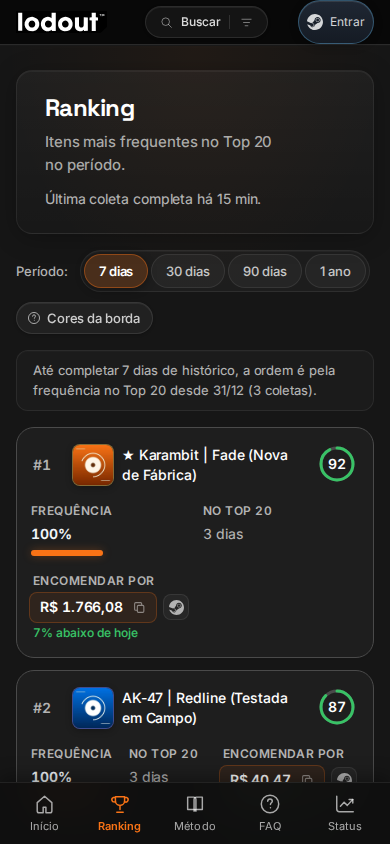 lodout™
Buscar
Entrar
Ranking
Itens mais frequentes no Top 20
no período.
Última coleta completa há 15 min.
Período:
7 dias
30 dias
90 dias
1 ano
Cores da borda
Até completar 7 dias de histórico, a ordem é pela
frequência no Top 20 desde 31/12 (3 coletas).
#1
★ Karambit | Fade (Nova
de Fábrica)
92
FREQUÊNCIA
NO TOP 20
100%
3 dias
ENCOMENDAR POR
R$ 1.766,08
7% abaixo de hoje
#2
AK-47 | Redline (Testada
em Campo)
87
FREQUÊNCIA
NO TOP 20
ENCOMENDAR POR
100%
3 dias
R$ 40,47
Início
Ranking
Método
FAQ
Status